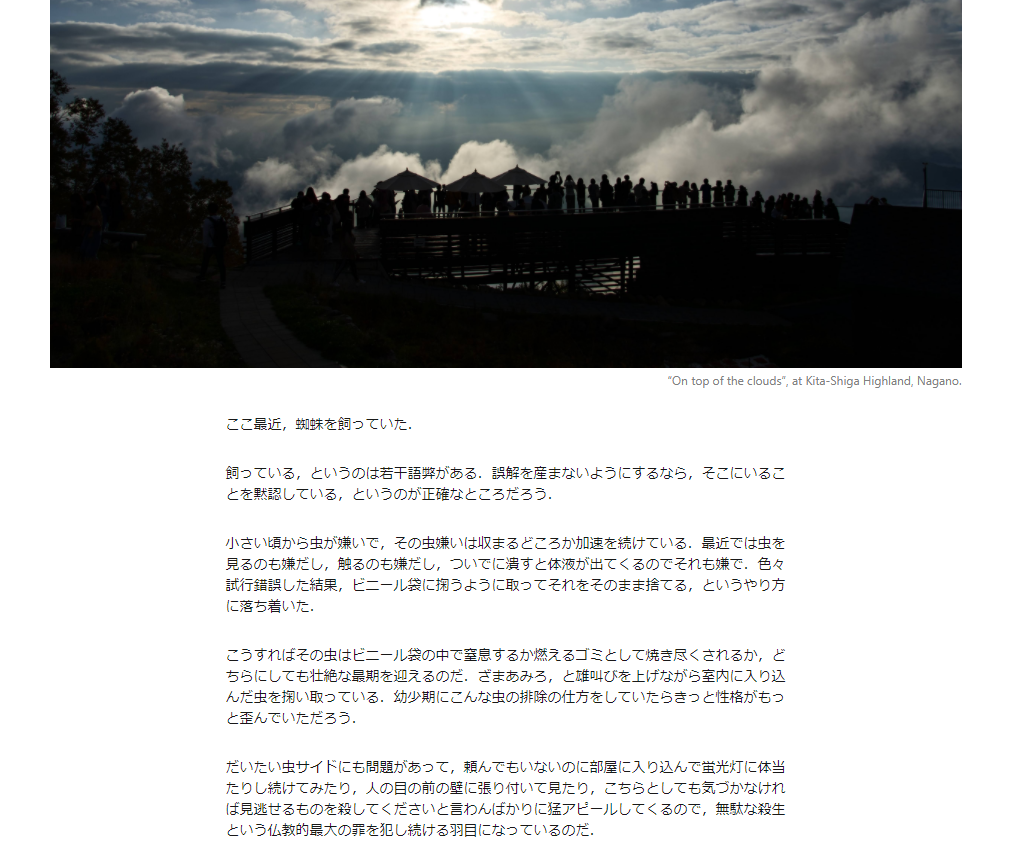 "On top of the clouds", at Kita-Shiga Highland, Nagano.
ここ最近，蜘蛛を飼っていた．
飼っている，というのは若干語弊がある．誤解を産まないようにするなら，そこにいるこ
とを黙認している，というのが正確なところだろう．
小さい頃から虫が嫌いで，その虫嫌いは収まるどころか加速を続けている．最近では虫を
見るのも嫌だし，触るのも嫌だし，ついでに潰すと体液が出てくるのでそれも嫌で．色々
試行錯誤した結果，ビニール袋に掬うように取ってそれをそのまま捨てる，というやり方
に落ち着いた．
こうすればその虫はビニール袋の中で窒息するか燃えるゴミとして焼き尽くされるか，ど
ちらにしても壮絶な最期を迎えるのだ．ざまあみろ，と雄叫びを上げながら室内に入り込
んだ虫を掬い取っている．幼少期にこんな虫の排除の仕方をしていたらきっと性格がもっ
と歪んでいただろう．
だいたい虫サイドにも問題があって，頼んでもいないのに部屋に入り込んで蛍光灯に体当
たりし続けてみたり，人の目の前の壁に張り付いて見たり，こちらとしても気づかなけれ
ば見逃せるものを殺してくださいと言わんばかりに猛アピールしてくるので，無駄な殺生
という仏教的最大の罪を犯し続ける羽目になっているのだ．